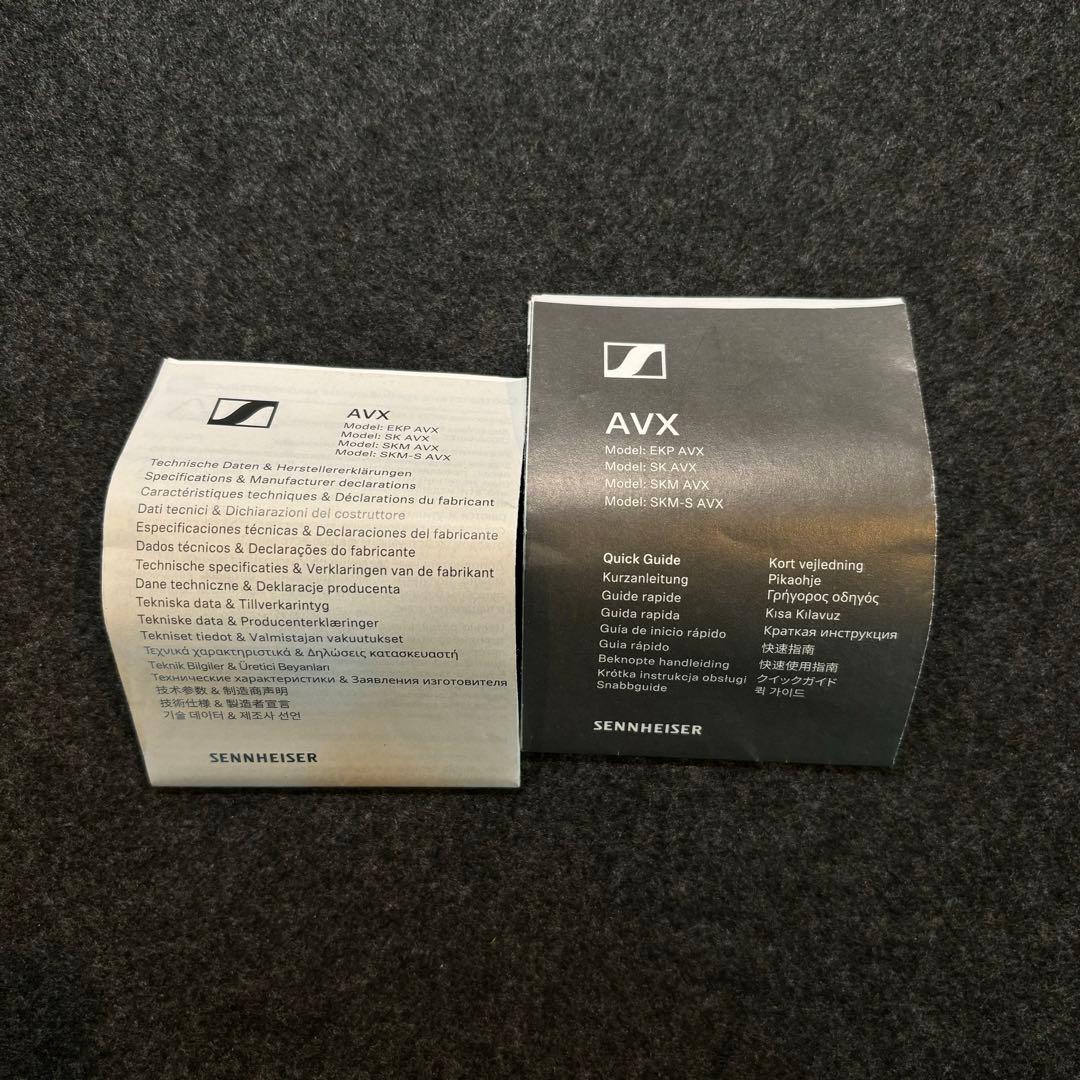 AVX
Model: EKP AVX
Model: SK AVX
Model: SKM AVX
Model: SKM-S AVX
Technische Daten & Herstellererklärungen
Specifications & Manufacturer declarations
Caractéristiques techniques & Déclarations du fabricant
Dati tecnici & Dichiarazioni del costruttore
Especificaciones técnicas & Declaraciones del fabricante
Dados técnicos & Declarações do fabricante
Technische specificaties & Verklaringen van de fabrikant
Dane techniczne & Deklaracje producenta
Tekniska data & Tillverkarintyg
Tekniske data & Producenterklæringer
Tekniset tiedot & Valmistajan vakuutukset
Τεχνικά χαρακτηριστικά & Δηλώσεις κατασκευαστή
Teknik Bilgiler & Üretici Beyanları
Технические характеристики & Заявления изготовителя
技术参数 & 制造商声明
技術仕様 & 製造者宣言
기술 데이터 & 제조사 선언
SENNHEISER
AVX
Model: EKP AVX
Model: SK AVX
Model: SKM AVX
Model: SKM-S AVX
Quick Guide
Kurzanleitung
Guide rapide
Guida rapida
Guía de inicio rápido
Guia rápido
Beknopte handleiding
Krótka instrukcja obsługi
Snabbguide
Kort vejledning
Pikaohje
Γρήγορος οδηγός
Kısa Kılavuz
Краткая инструкция
快速指南
快速使用指南
クイックガイド
퀵 가이드
SENNHEISER